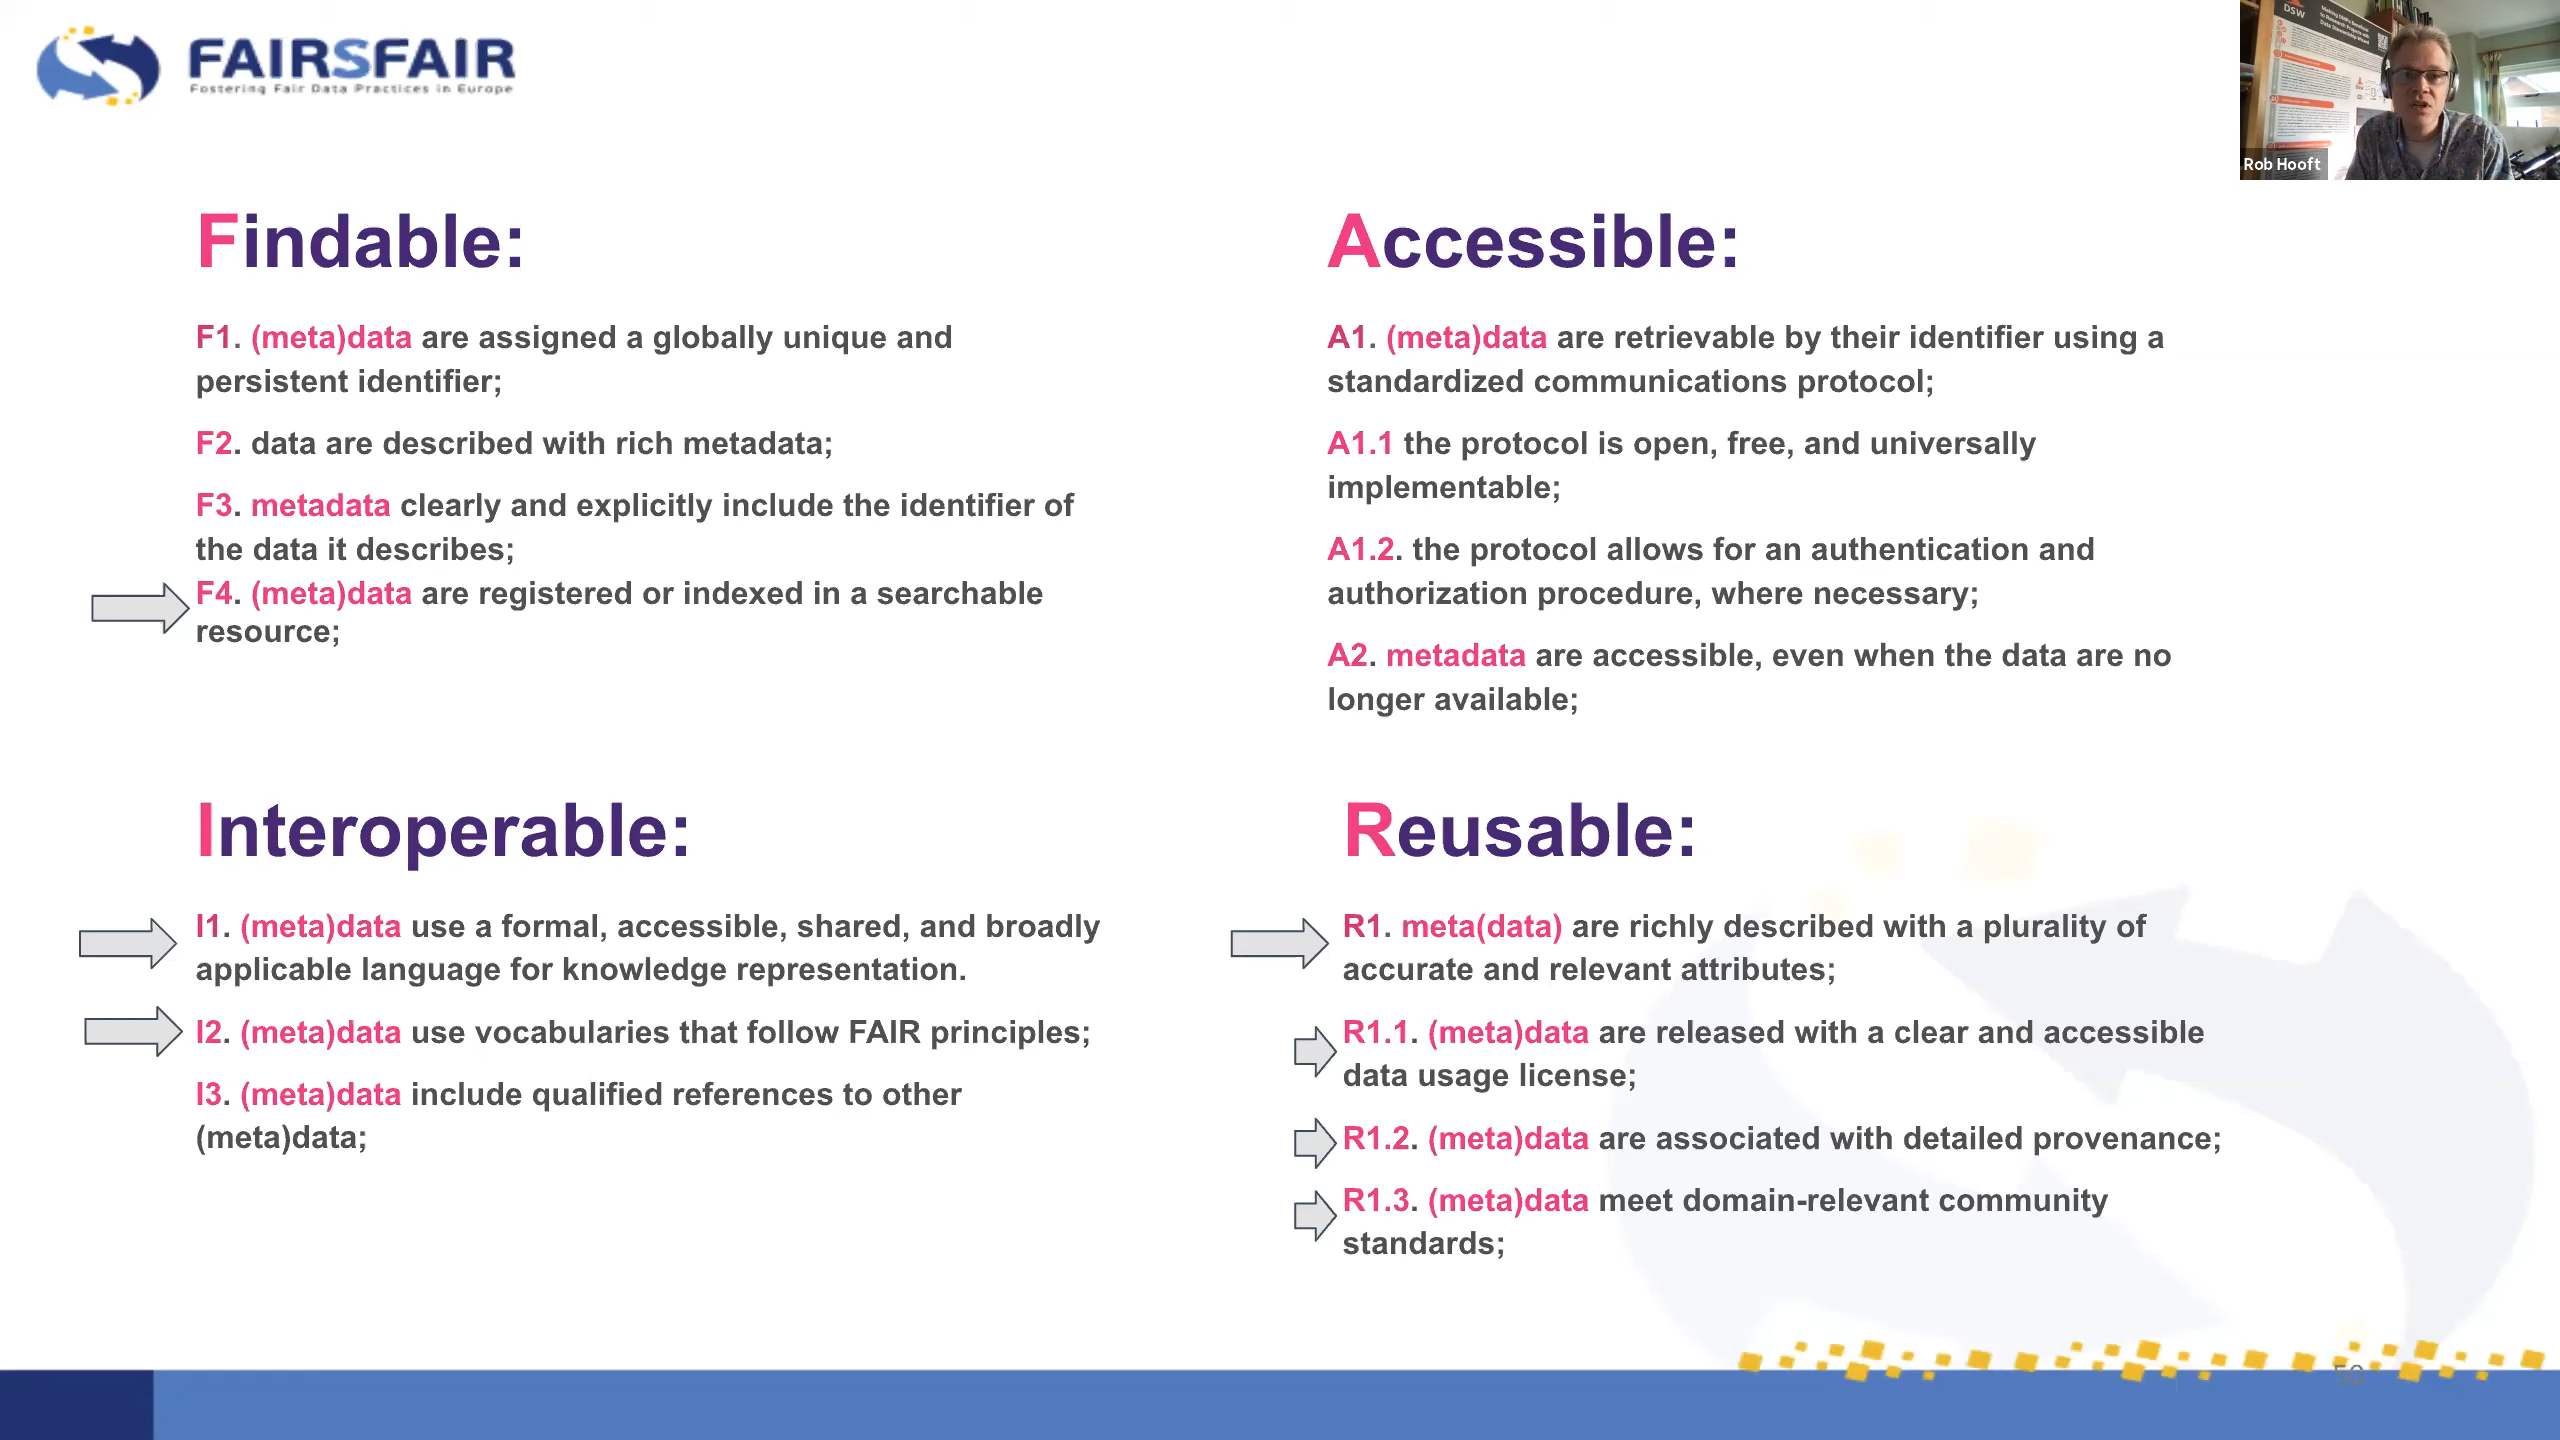 FAIRSFAIR
Fostering Fair Data Practices in Europe
DSW
Rob Hooft
Findable:
F1. (meta)data are assigned a globally unique and
persistent identifier;
F2. data are described with rich metadata;
F3. metadata clearly and explicitly include the identifier of
the data it describes;
F4. (meta)data are registered or indexed in a searchable
resource;
Accessible:
A1. (meta)data are retrievable by their identifier using a
standardized communications protocol;
A1.1 the protocol is open, free, and universally
implementable;
A1.2. the protocol allows for an authentication and
authorization procedure, where necessary;
A2. metadata are accessible, even when the data are no
longer available;
Interoperable:
I1. (meta)data use a formal, accessible, shared, and broadly
applicable language for knowledge representation.
I2. (meta)data use vocabularies that follow FAIR principles;
I3. (meta)data include qualified references to other
(meta)data;
Reusable:
R1. meta(data) are richly described with a plurality of
accurate and relevant attributes;
R1.1. (meta)data are released with a clear and accessible
data usage license;
R1.2. (meta)data are associated with detailed provenance;
R1.3. (meta)data meet domain-relevant community
standards;
50